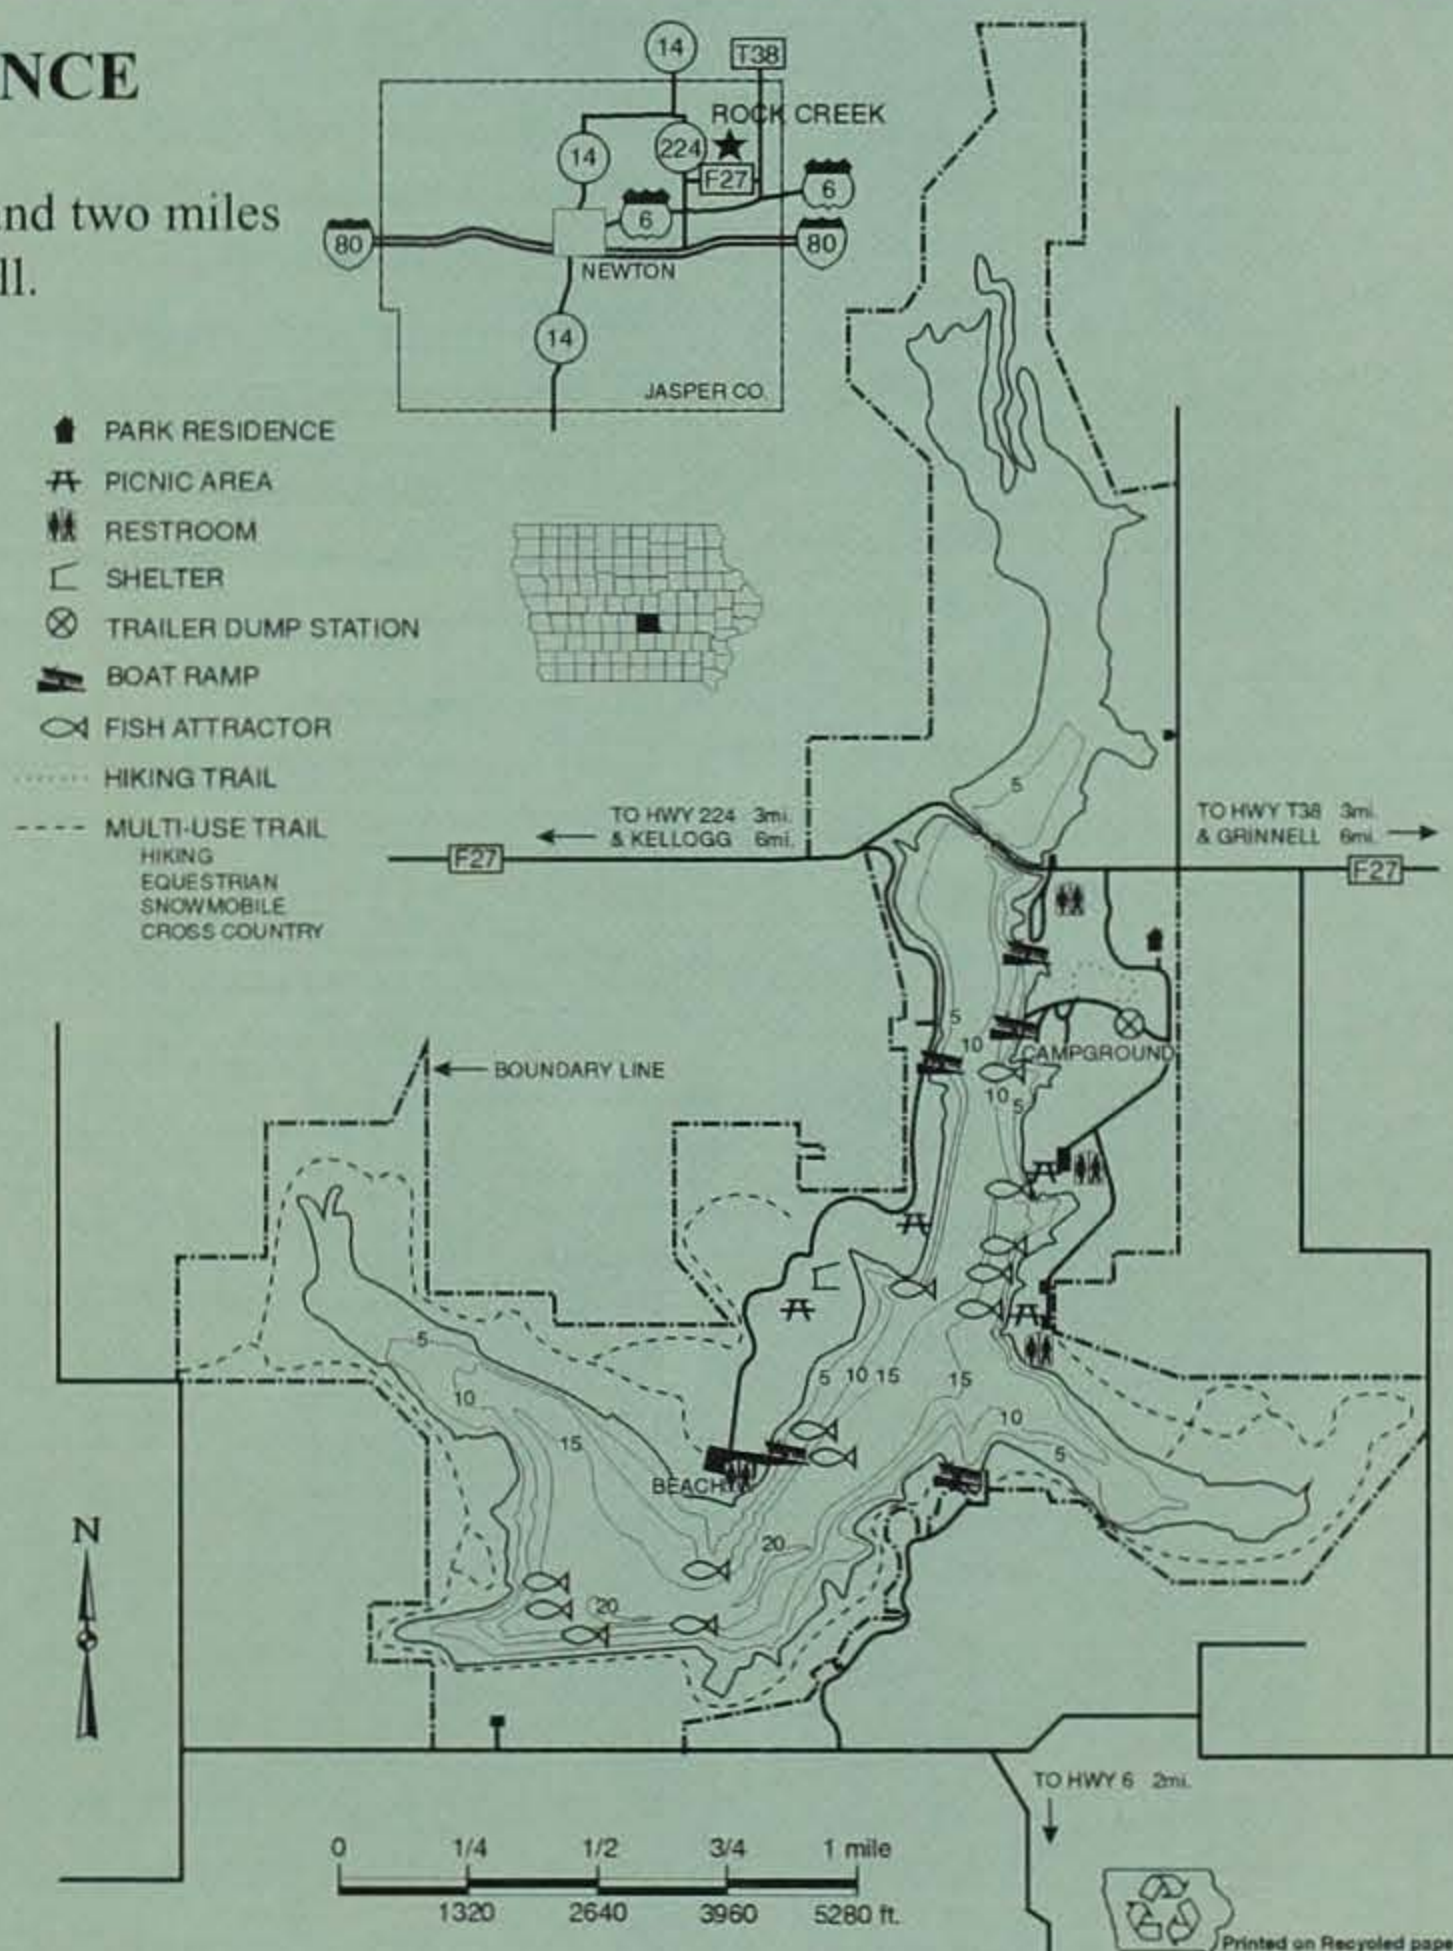 NCE
nd two miles
ll.
14
T38
ROCK CREEK
14
224
F27
6
6
80
80
NEWTON
14
JASPER CO.
PARK RESIDENCE
PICNIC AREA
RESTROOM
SHELTER
TRAILER DUMP STATION
BOAT RAMP
FISH ATTRACTOR
HIKING TRAIL
MULTI-USE TRAIL
HIKING
EQUESTRIAN
SNOWMOBILE
CROSS COUNTRY
5
TO HWY 224 3mi.
& KELLOGG 6mi.
TO HWY T38 3mi.
& GRINNELL 6mi.
F27
F27
5
10
CAMPGROUND
BOUNDARY LINE
10
5
5
10
15
5 10 15
15
10
5
BEACH
20
20
N
TO HWY 6 2mi.
0 1/4 1/2 3/4 1 mile
1320 2640 3960 5280 ft.
Printed on Recycled pape